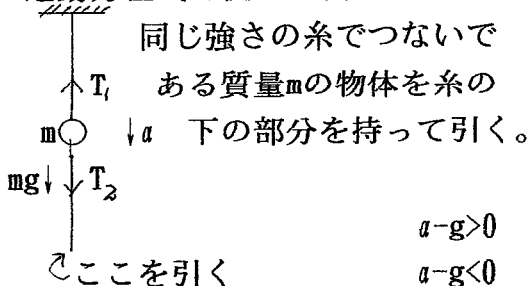 同じ強さの糸でつないで
T₁ ある質量mの物体を糸の
m ↓a 下の部分を持って引く。
mg↓ T₂
a-g>0
ここを引く a-g<0